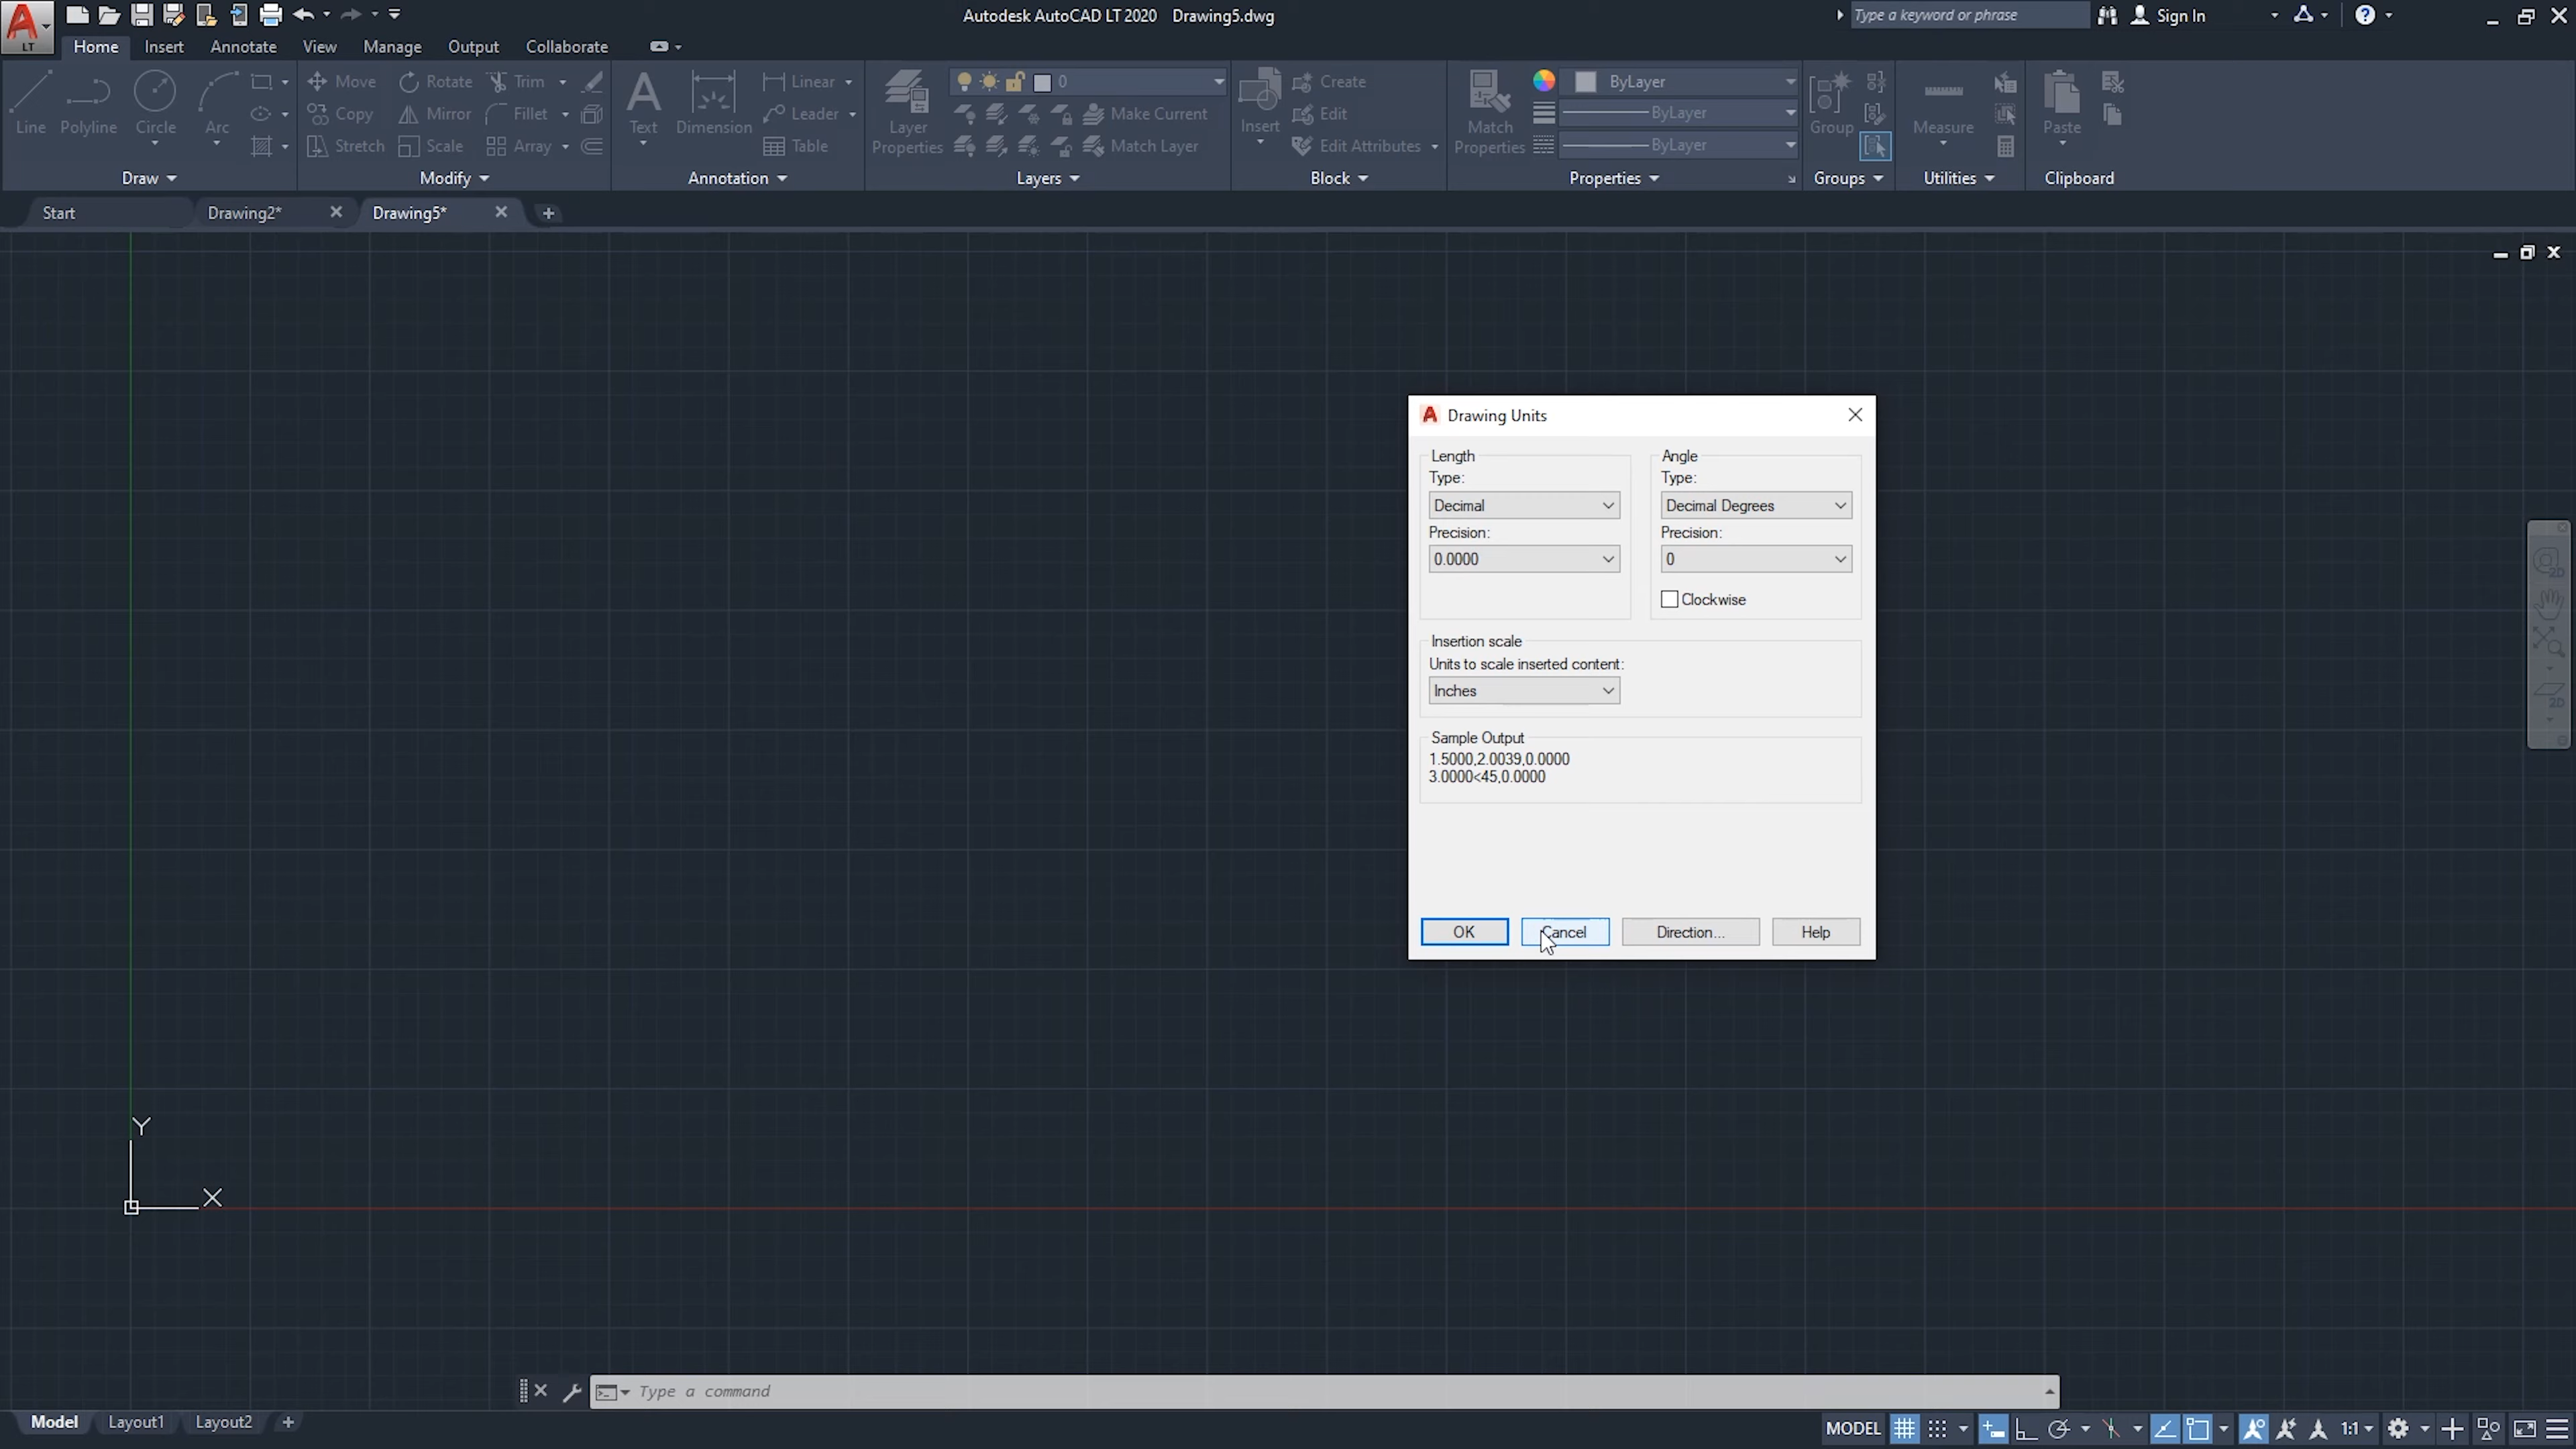 Autodesk AutoCAD LT 2020 Drawing5.dwg
Type a keyword or phrase
Sign In
LT
Home Insert Annotate View Manage Output Collaborate
Line Polyline Circle Arc
Move Rotate Trim
Copy Mirror Fillet
Stretch Scale Array
Text Dimension
Linear
Leader
Table
Layer Properties
0
Make Current
Match Layer
Insert
Create
Edit
Edit Attributes
Match Properties
ByLayer
ByLayer
ByLayer
Group
Measure
Paste
Draw Modify Annotation Layers Block Properties Groups Utilities Clipboard
Start Drawing2* Drawing5*
Drawing Units
Length
Type:
Decimal
Precision:
0.0000
Angle
Type:
Decimal Degrees
Precision:
0
Clockwise
Insertion scale
Units to scale inserted content:
Inches
Sample Output
1.5000,2.0039,0.0000
3.0000<45,0.0000
OK Cancel Direction... Help
2D
2D
Y
X
Type a command
Model Layout1 Layout2
MODEL
1:1